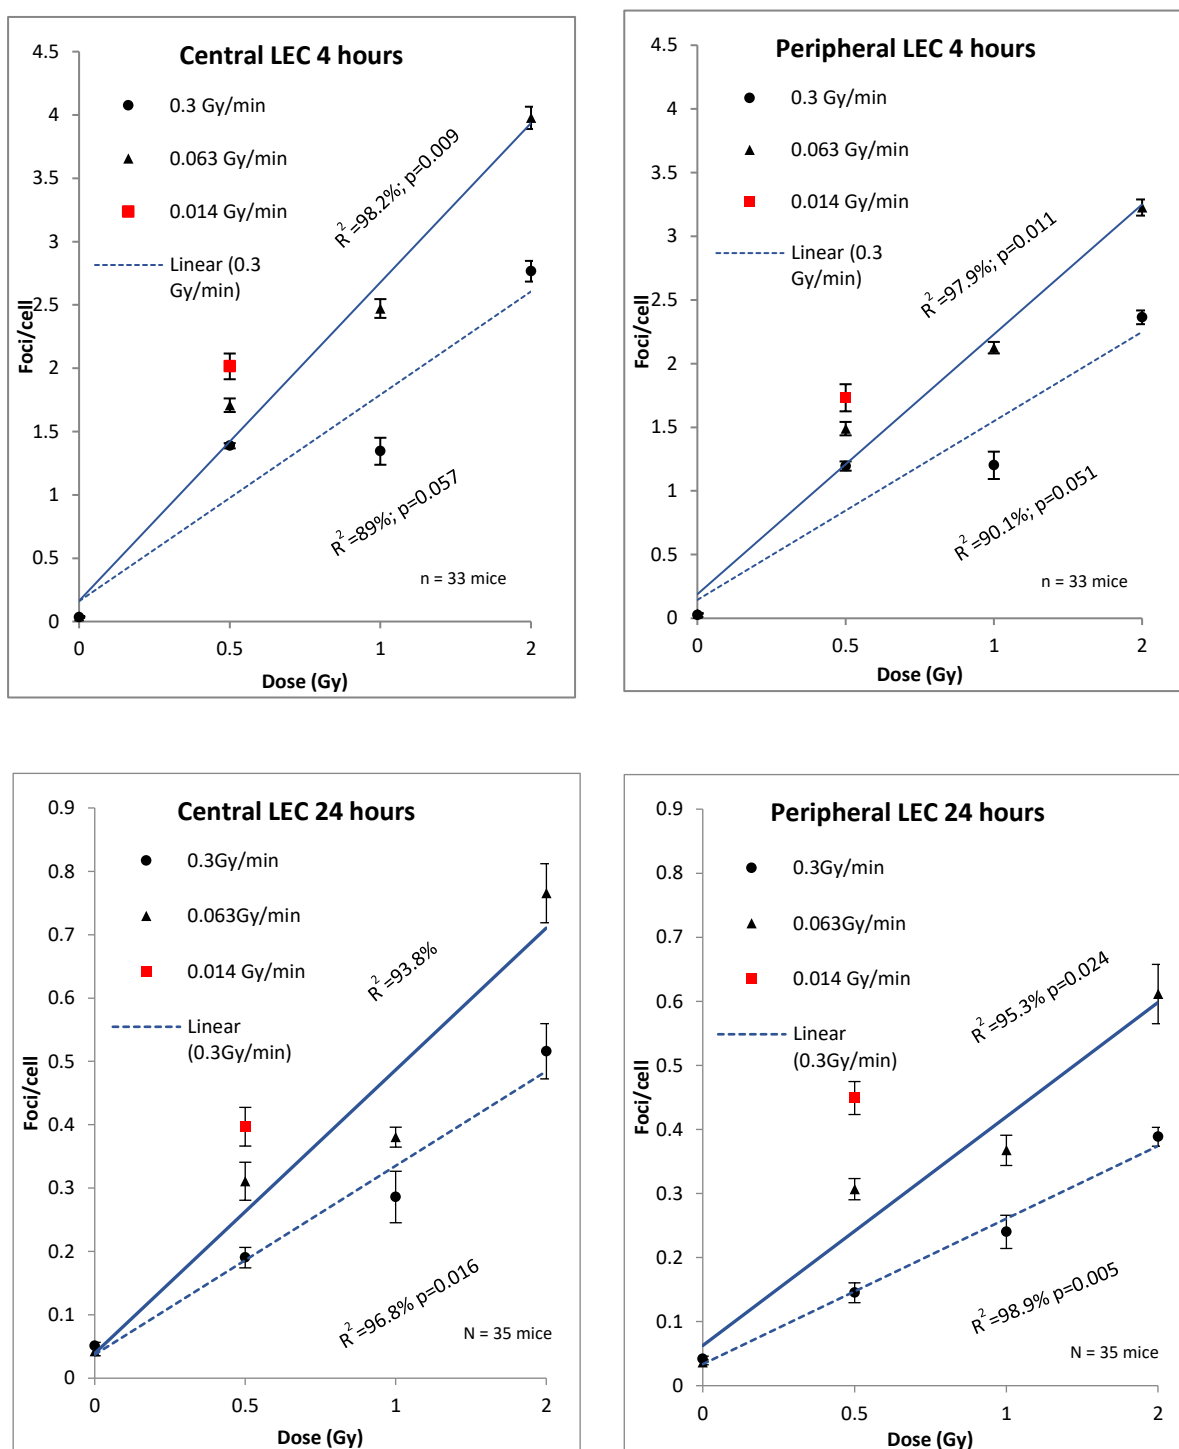 Central LEC 4 hours
0.3 Gy/min
0.063 Gy/min
0.014 Gy/min
Linear (0.3
Gy/min)
R²=98.2%; p=0.009
R²=89%; p=0.057
n = 33 mice
Foci/cell
4.5
4
3.5
3
2.5
2
1.5
1
0.5
0
0 0.5 1 2
Dose (Gy)
Peripheral LEC 4 hours
0.3 Gy/min
0.063 Gy/min
0.014 Gy/min
Linear (0.3
Gy/min)
R²=97.9%; p=0.011
R²=90.1%; p=0.051
n = 33 mice
Foci/cell
4.5
4
3.5
3
2.5
2
1.5
1
0.5
0
0 0.5 1 2
Dose (Gy)
Central LEC 24 hours
0.3Gy/min
0.063Gy/min
0.014 Gy/min
Linear
(0.3Gy/min)
R²=93.8%
R²=96.8% p=0.016
N = 35 mice
Foci/cell
0.9
0.8
0.7
0.6
0.5
0.4
0.3
0.2
0.1
0
0 0.5 1 2
Dose (Gy)
Peripheral LEC 24 hours
0.3Gy/min
0.063Gy/min
0.014 Gy/min
Linear
(0.3Gy/min)
R²=95.3% p=0.024
R²=98.9% p=0.005
N = 35 mice
Foci/cell
0.9
0.8
0.7
0.6
0.5
0.4
0.3
0.2
0.1
0
0 0.5 1 2
Dose (Gy)